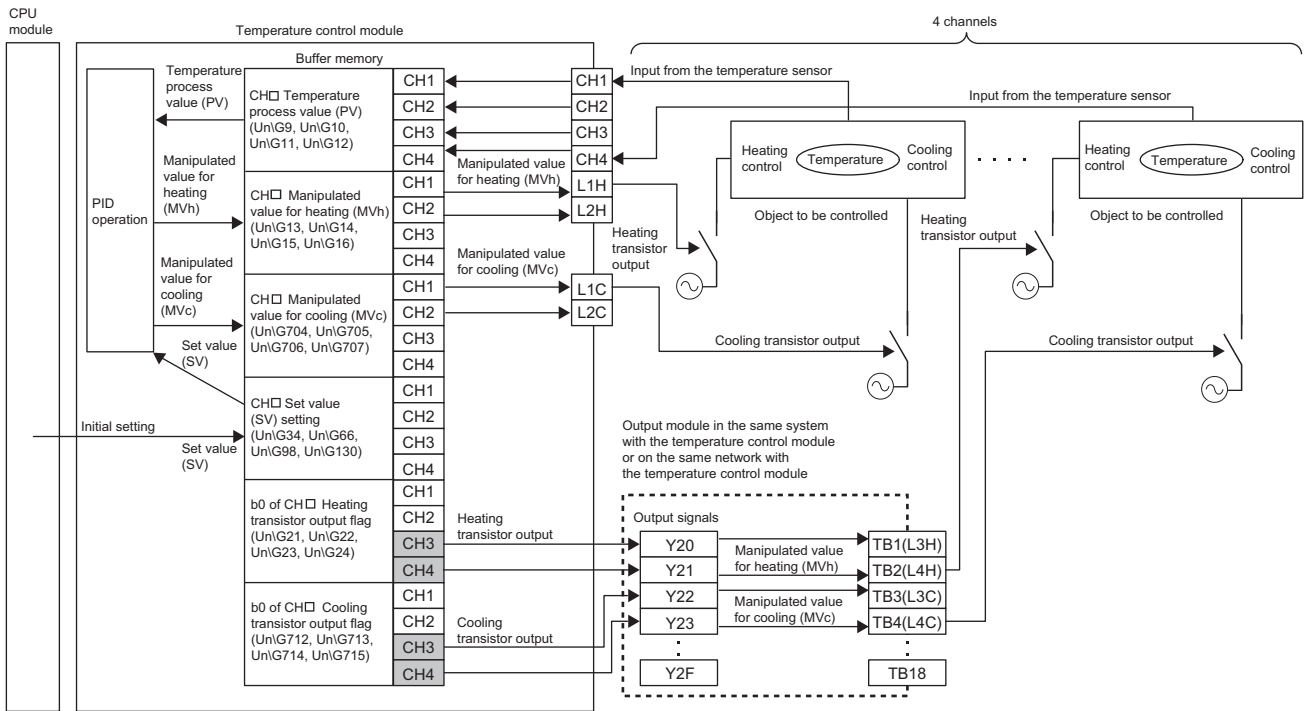 CPU
module
Temperature control module
4 channels
Buffer memory
PID
operation
Temperature
process
value (PV)
Manipulated
value for
heating
(MVh)
Manipulated
value for
cooling
(MVc)
Set value
(SV)
Initial setting
Set value
(SV)
CH□ Temperature
process value (PV)
(Un\G9, Un\G10,
Un\G11, Un\G12)
CH1
CH2
CH3
CH4
CH□ Manipulated
value for heating (MVh)
(Un\G13, Un\G14,
Un\G15, Un\G16)
CH1
CH2
CH3
CH4
CH□ Manipulated
value for cooling (MVc)
(Un\G704, Un\G705,
Un\G706, Un\G707)
CH1
CH2
CH3
CH4
CH□ Set value
(SV) setting
(Un\G34, Un\G66,
Un\G98, Un\G130)
CH1
CH2
CH3
CH4
b0 of CH□ Heating
transistor output flag
(Un\G21, Un\G22,
Un\G23, Un\G24)
CH1
CH2
CH3
CH4
b0 of CH□ Cooling
transistor output flag
(Un\G712, Un\G713,
Un\G714, Un\G715)
CH1
CH2
CH3
CH4
Manipulated value
for heating (MVh)
Manipulated value
for cooling (MVc)
Heating
transistor output
Cooling
transistor output
CH1
CH2
CH3
CH4
L1H
L2H
L1C
L2C
Input from the temperature sensor
Input from the temperature sensor
Heating
control
Temperature
Cooling
control
Object to be controlled
· · · ·
Heating
control
Temperature
Cooling
control
Object to be controlled
Heating
transistor
output
Heating
transistor output
Cooling transistor output
Cooling transistor output
Output module in the same system
with the temperature control module
or on the same network with
the temperature control module
Output signals
Y20
Y21
Y22
Y23
Y2F
Manipulated value
for heating (MVh)
Manipulated value
for cooling (MVc)
TB1(L3H)
TB2(L4H)
TB3(L3C)
TB4(L4C)
TB18